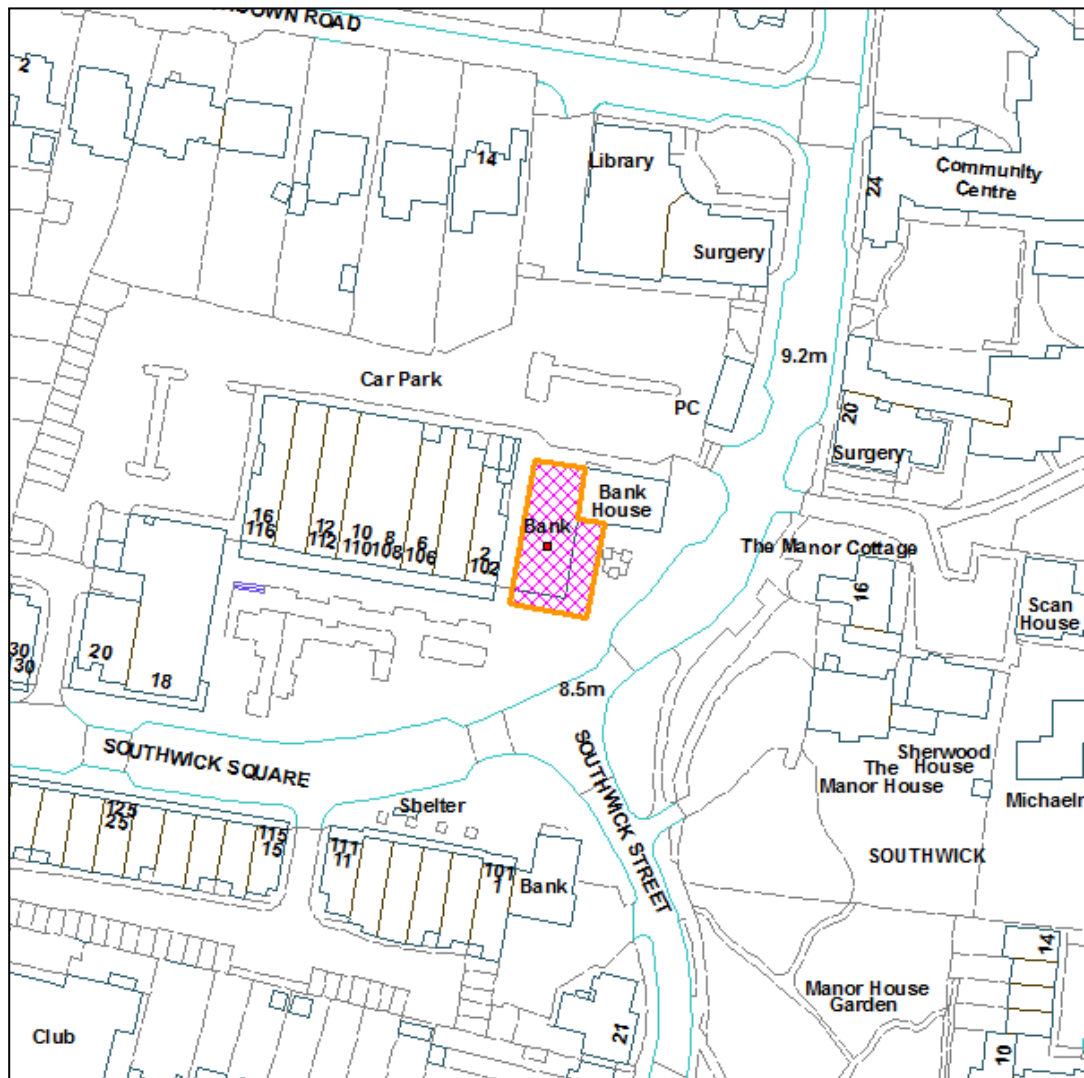 DOWN ROAD
2
14
Library
Surgery
Community
Centre
24
9.2m
Car Park
PC
20
Surgery
Bank
House
Bank
16
116
12
112
10
110
8
108
6
106
2
102
The Manor Cottage
16
Scan
House
30
130
20
18
8.5m
SOUTHWICK SQUARE
SOUTHWICK STREET
Sherwood
House
The
Manor House
Michaelm
Shelter
125
25
115
15
111
11
101
1
Bank
SOUTHWICK
14
Manor House
Garden
21
10
Club